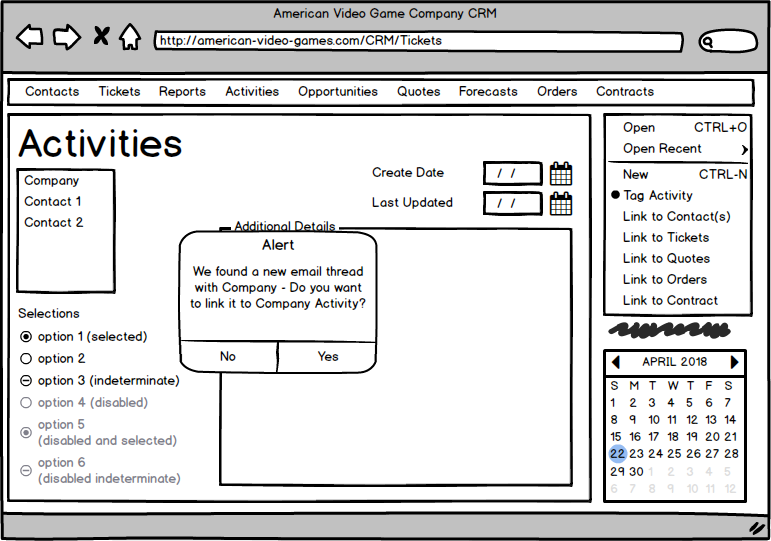 American Video Game Company CRM
http://american-video-games.com/CRM/Tickets
Contacts Tickets Reports Activities Opportunities Quotes Forecasts Orders Contracts
Activities
Company
Contact 1
Contact 2
Create Date / /
Last Updated / /
Additional Details
Alert
We found a new email thread
with Company - Do you want
to link it to Company Activity?
No Yes
Selections
option 1 (selected)
option 2
option 3 (indeterminate)
option 4 (disabled)
option 5
(disabled and selected)
option 6
(disabled indeterminate)
Open CTRL+O
Open Recent
New CTRL-N
Tag Activity
Link to Contact(s)
Link to Tickets
Link to Quotes
Link to Orders
Link to Contract
APRIL 2018
S M T W T F S
1 2 3 4 5 6 7
8 9 10 11 12 13 14
15 16 17 18 19 20 21
22 23 24 25 26 27 28
29 30 1 2 3 4 5
6 7 8 9 10 11 12